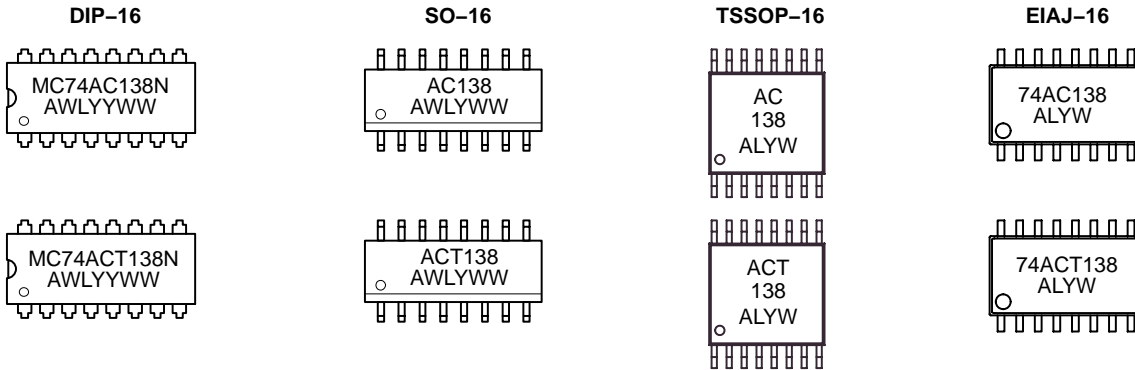 DIP–16
SO–16
TSSOP–16
EIAJ–16
MC74AC138N
AWLYYWW
AC138
AWLYWW
AC
138
ALYW
74AC138
ALYW
MC74ACT138N
AWLYYWW
ACT138
AWLYWW
ACT
138
ALYW
74ACT138
ALYW